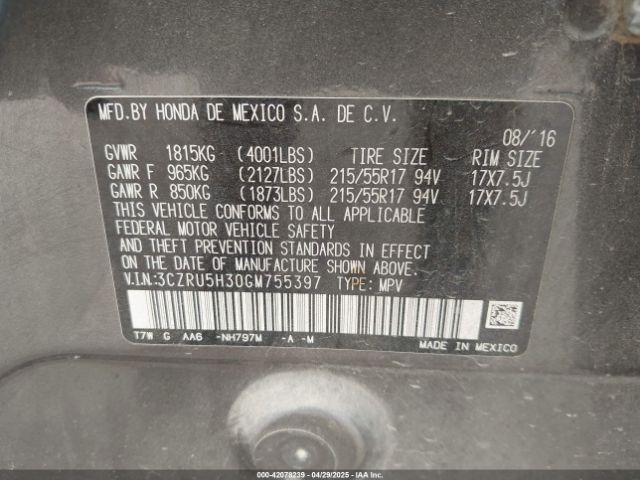 MFD.BY HONDA DE MEXICO S.A. DE C.V.
08/'16
GVWR 1815KG (4001LBS) TIRE SIZE RIM SIZE
GAWR F 965KG (2127LBS) 215/55R17 94V 17X7.5J
GAWR R 850KG (1873LBS) 215/55R17 94V 17X7.5J
THIS VEHICLE CONFORMS TO ALL APPLICABLE
FEDERAL MOTOR VEHICLE SAFETY
AND THEFT PREVENTION STANDARDS IN EFFECT
ON THE DATE OF MANUFACTURE SHOWN ABOVE.
V.I.N.:3CZRU5H30GM755397 TYPE: MPV
T7W G AA6 -NH797M -A -M
MADE IN MEXICO
000-42078239 - 04/29/2025 - IAA Inc.